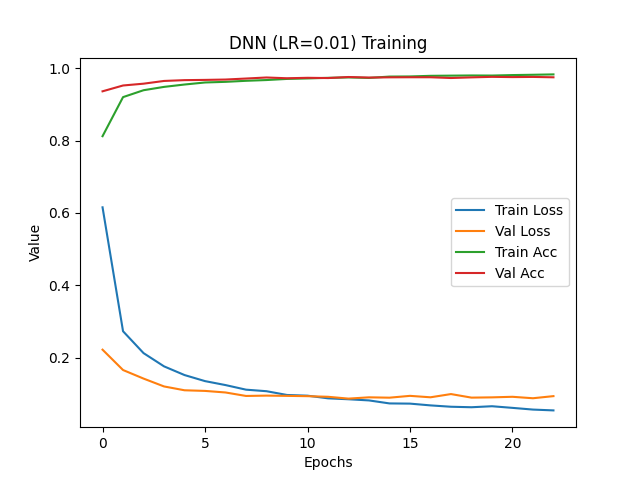 DNN (LR=0.01) Training
1.0
0.8
0.6
0.4
0.2
Value
Train Loss
Val Loss
Train Acc
Val Acc
0 5 10 15 20
Epochs